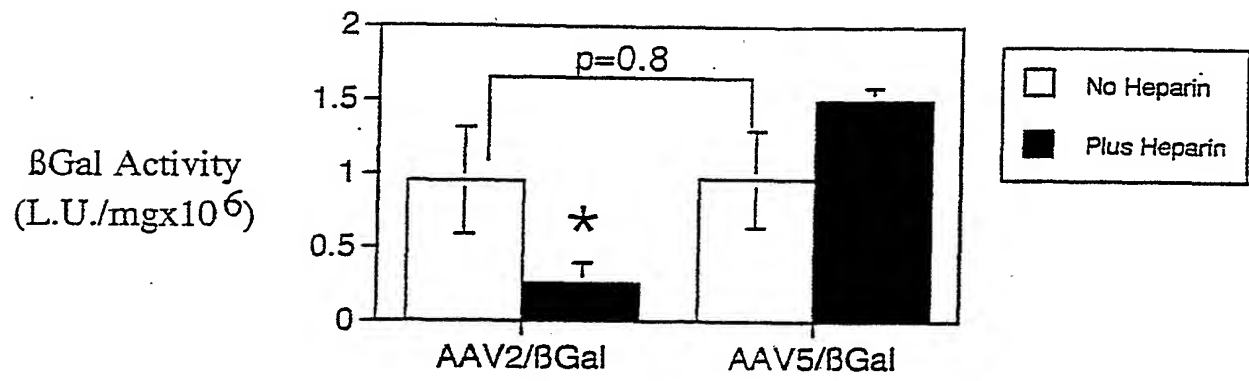 2
p=0.8
1.5
1
0.5
0
*
ßGal Activity
(L.U./mgx10⁶)
AAV2/ßGal
AAV5/ßGal
No Heparin
Plus Heparin